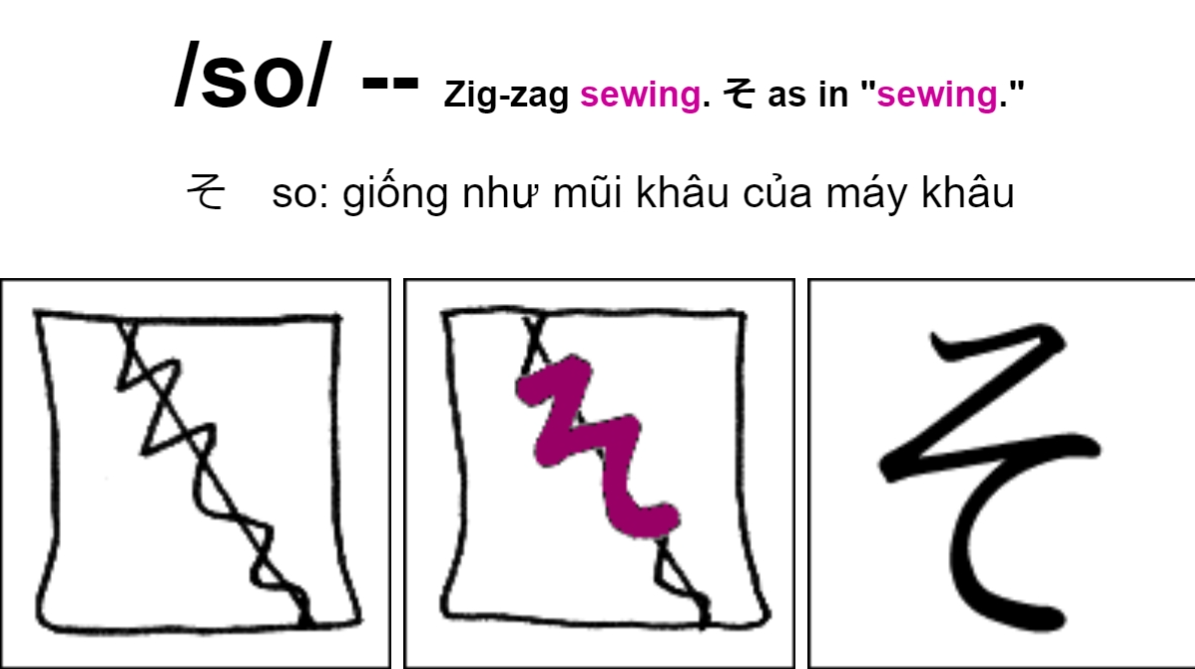 /so/ -- Zig-zag sewing. そ as in "sewing."
そ　so: giống như mũi khâu của máy khâu
そ